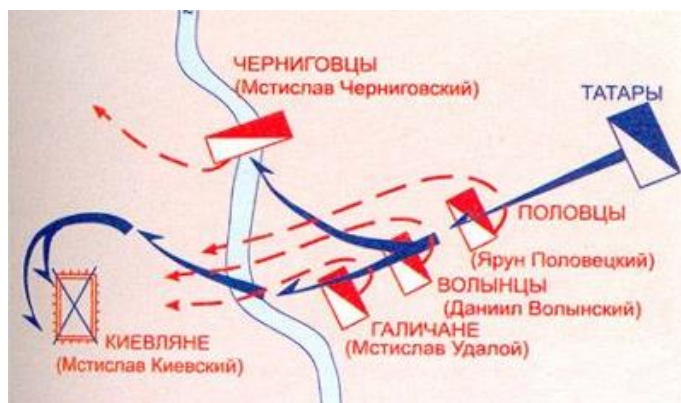 ЧЕРНИГОВЦЫ
(Мстислав Черниговский)
ТАТАРЫ
ПОЛОВЦЫ
(Ярун Половецкий)
ВОЛЫНЦЫ
(Даниил Волынский)
ГАЛИЧАНЕ
(Мстислав Удалой)
КИЕВЛЯНЕ
(Мстислав Киевский)